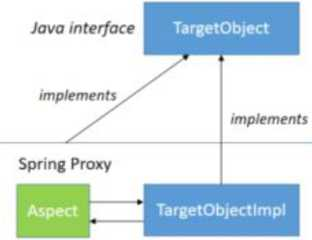 Java interface
TargetObject
implements
implements
Spring Proxy
Aspect
TargetObjectImpl